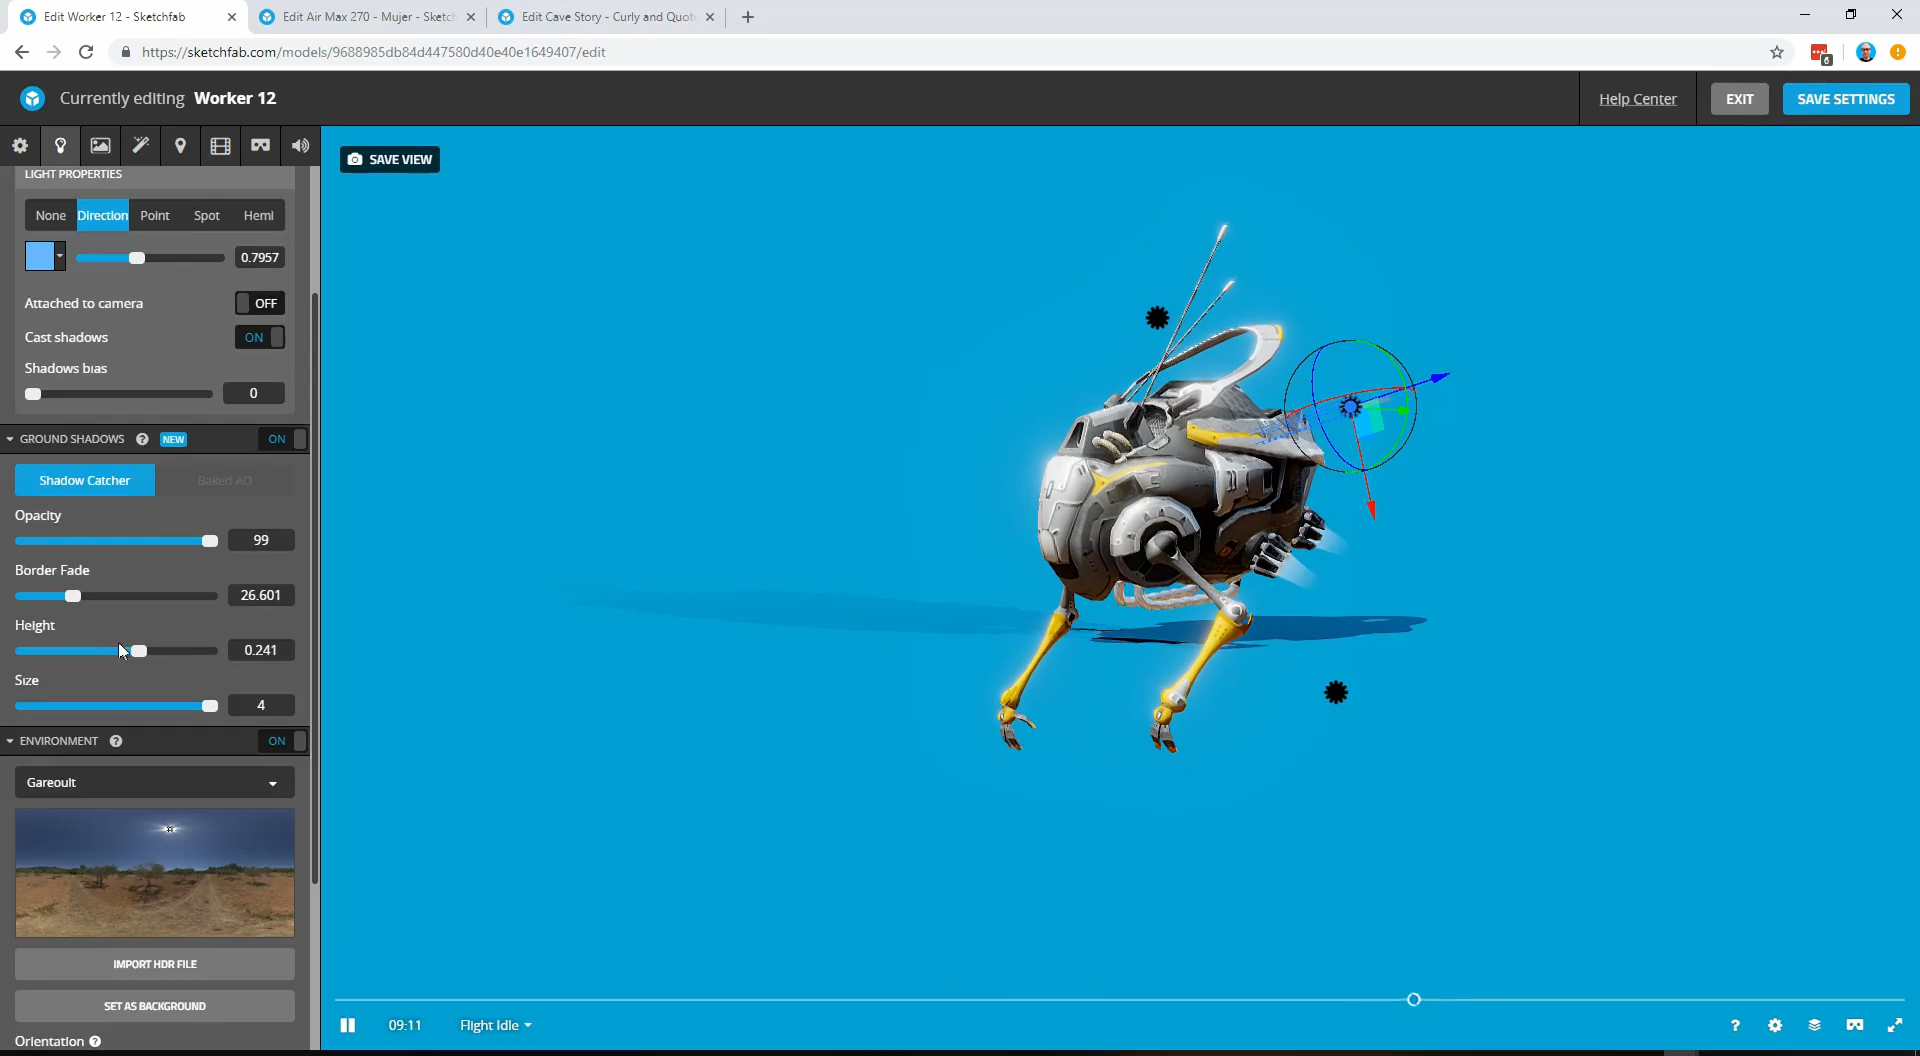 Edit Worker 12 - Sketchfab
Edit Air Max 270 - Mujer - Sketch
Edit Cave Story - Curly and Quot
https://sketchfab.com/models/9688985db84d447580d40e40e1649407/edit
6
Currently editing Worker 12
Help Center
EXIT
SAVE SETTINGS
SAVE VIEW
LIGHT PROPERTIES
None Direction Point Spot Hemi
0.7957
Attached to camera OFF
Cast shadows ON
Shadows bias
0
GROUND SHADOWS ? NEW ON
Shadow Catcher Baked AO
Opacity
99
Border Fade
26.601
Height
0.241
Size
4
ENVIRONMENT ? ON
Gareoult
IMPORT HDR FILE
SET AS BACKGROUND
Orientation ?
09:11 Flight Idle
?